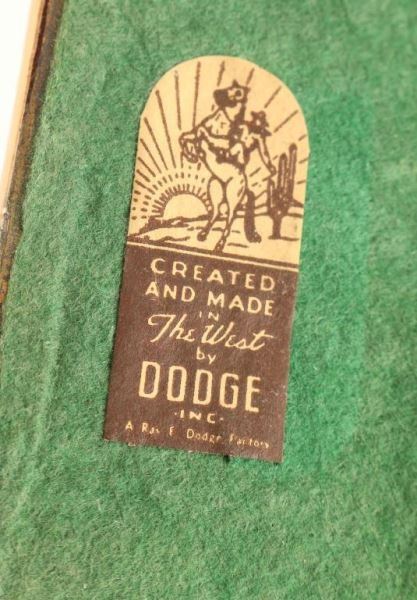 CREATED
AND MADE
IN
The West
by
DODGE
·INC·
A Ray E. Dodge Factory